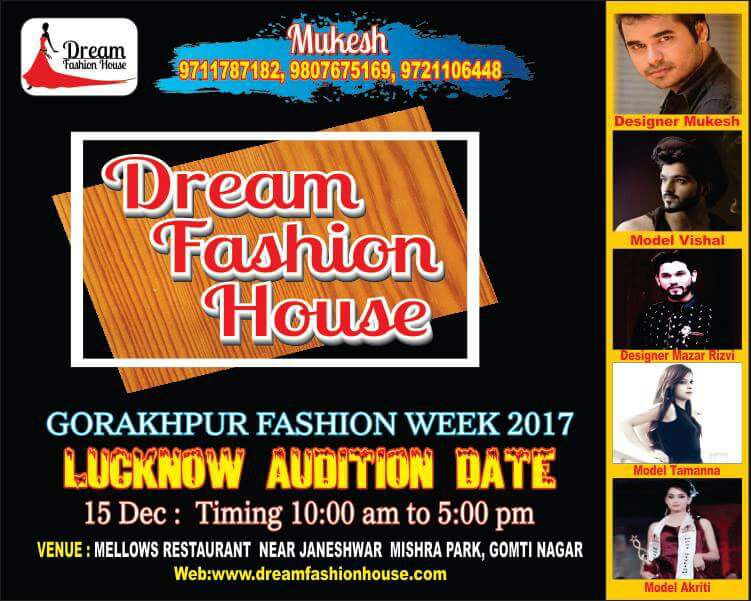 Dream
Fashion House
Mukesh
9711787182, 9807675169, 9721106448
Dream
Fashion
House
GORAKHPUR FASHION WEEK 2017
LUCKNOW AUDITION DATE
15 Dec : Timing 10:00 am to 5:00 pm
VENUE : MELLOWS RESTAURANT NEAR JANESHWAR MISHRA PARK, GOMTI NAGAR
Web:www.dreamfashionhouse.com
Designer Mukesh
Model Vishal
Designer Mazar Rizvi
Model Tamanna
Model Akriti